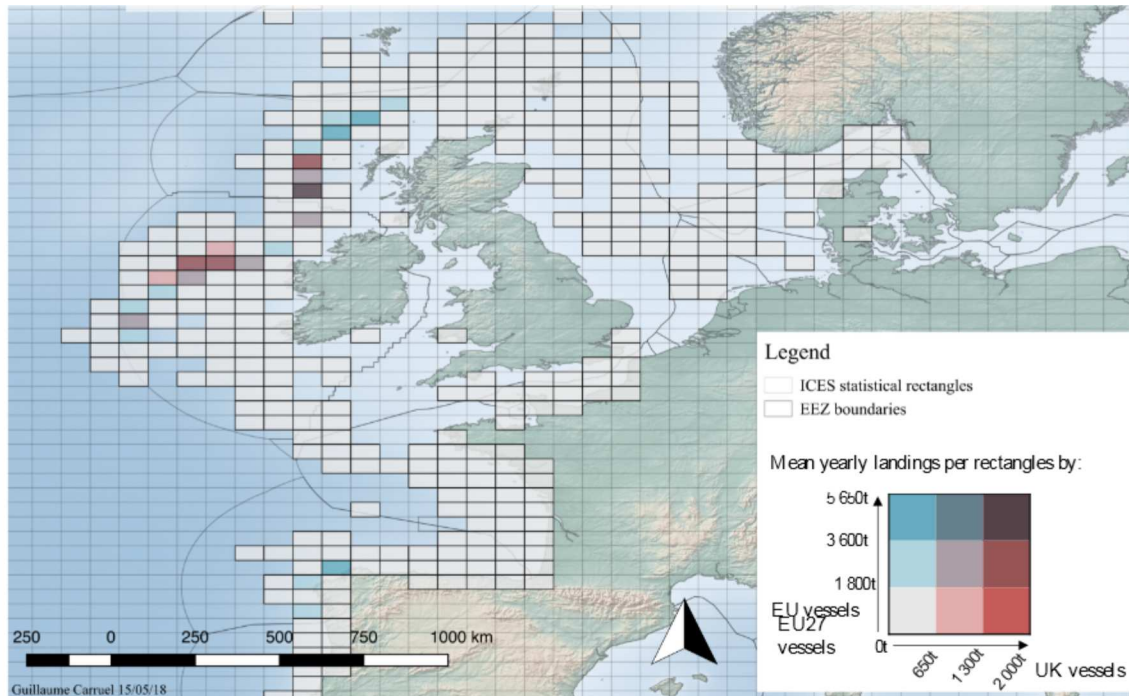 Legend
ICES statistical rectangles
EEZ boundaries
Mean yearly landings per rectangles by:
5 650t
3 600t
1 800t
EU vessels
EU27
vessels
0t
650t
1 300t
2 000t
UK vessels
250
0
250
500
750
1000 km
Guillaume Carruel 15/05/18